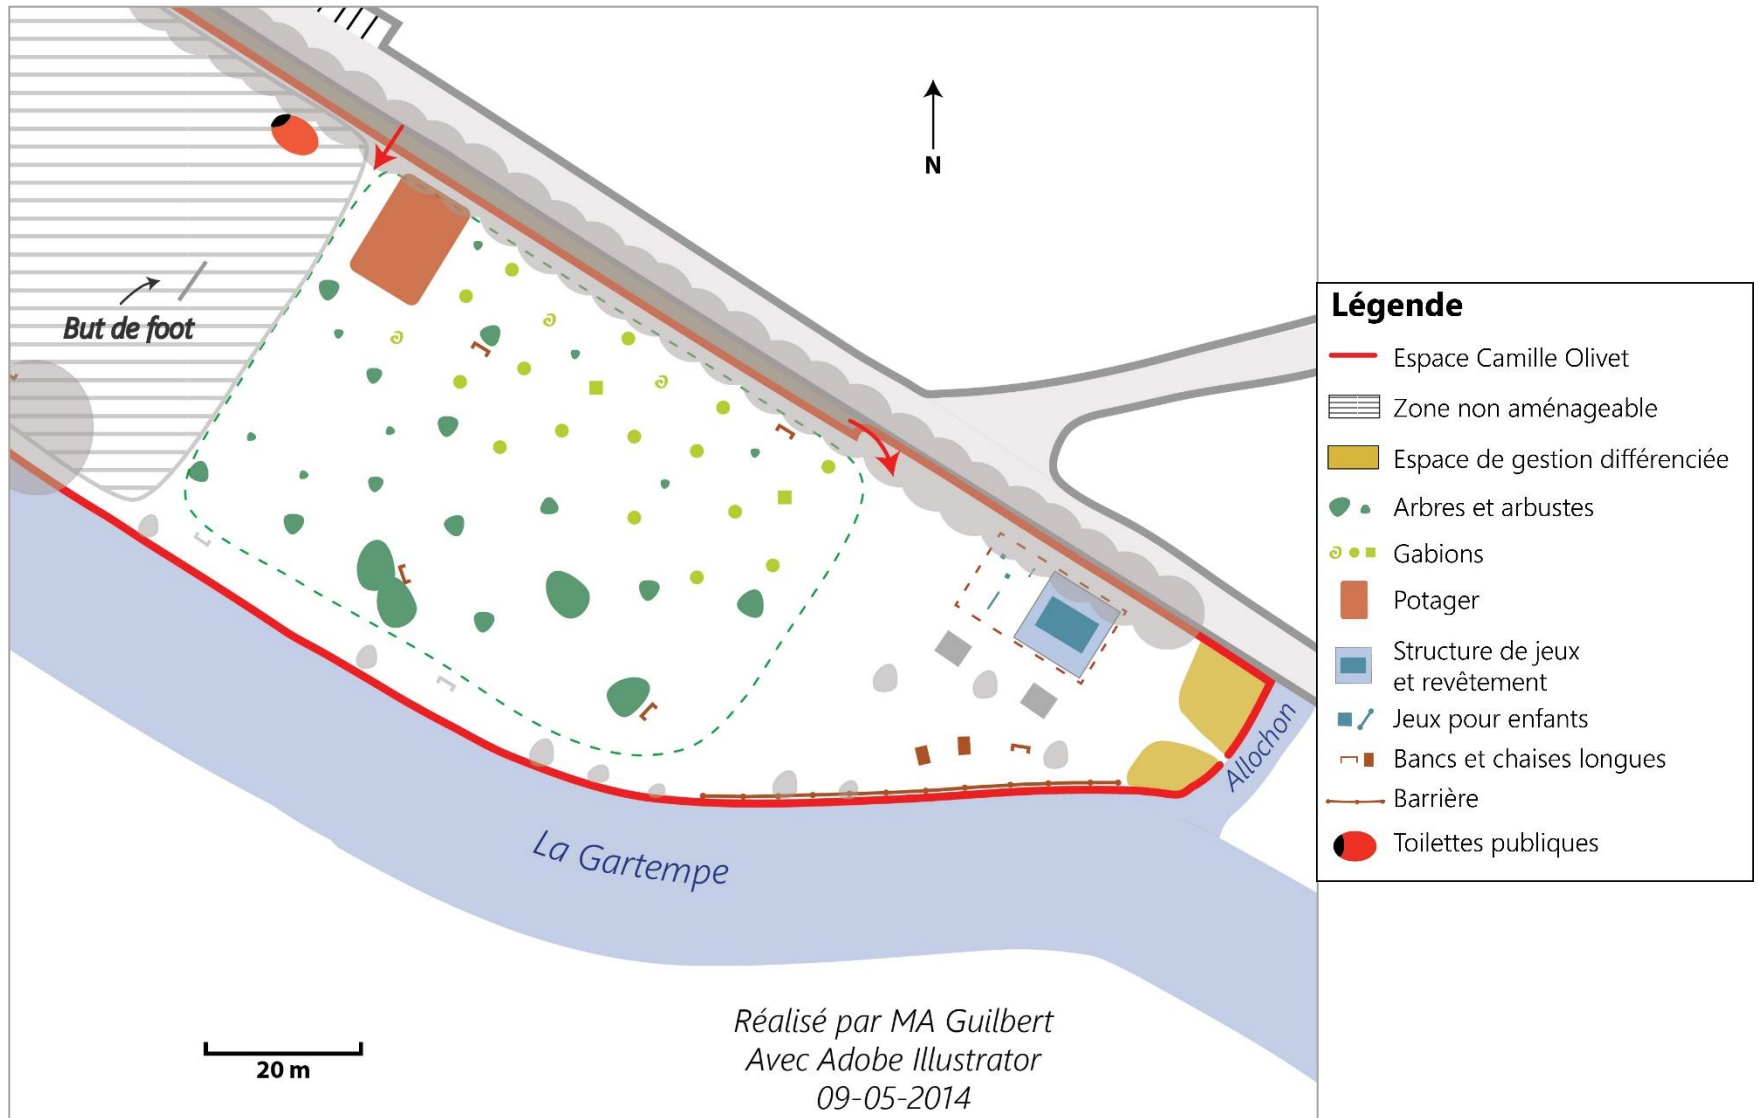 N
But de foot
Allochon
La Gartempe
20 m
Réalisé par MA Guilbert
Avec Adobe Illustrator
09-05-2014
Légende
Espace Camille Olivet
Zone non aménageable
Espace de gestion différenciée
Arbres et arbustes
Gabions
Potager
Structure de jeux
et revêtement
Jeux pour enfants
Bancs et chaises longues
Barrière
Toilettes publiques